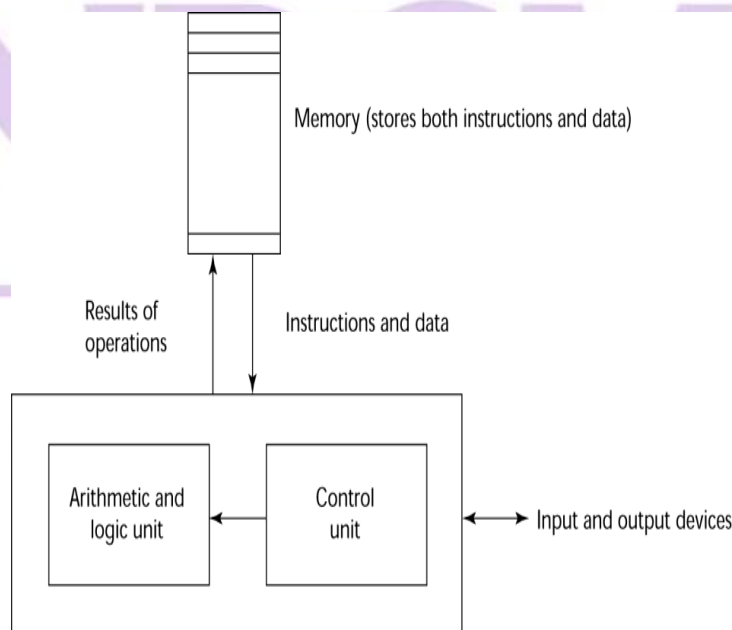 Memory (stores both instructions and data)
Results of
operations
Instructions and data
Arithmetic and
logic unit
Control
unit
Input and output devices